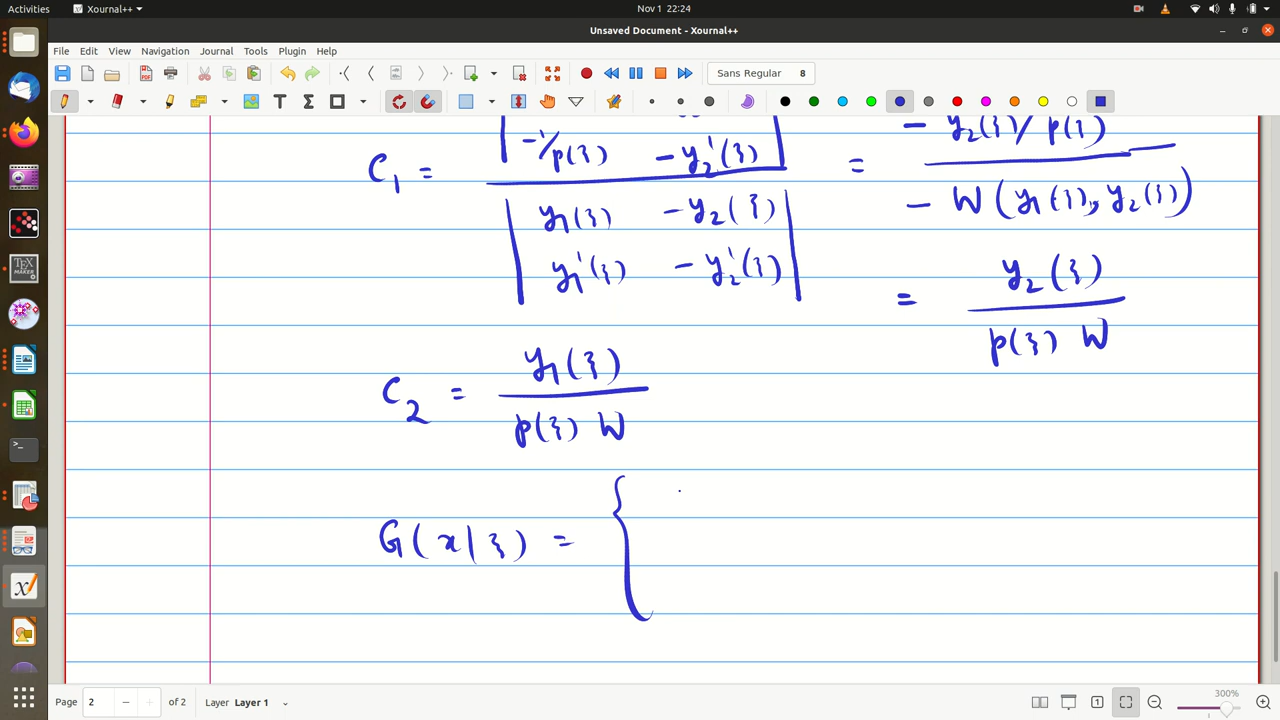 Activities Xournal++ Nov 1 22:24
Unsaved Document - Xournal++
File Edit View Navigation Journal Tools Plugin Help
Sans Regular 8
C₁ = | -1/p(ξ) -y₂'(ξ) | / | y₁(ξ) -y₂(ξ) |
| y₁'(ξ) -y₂'(ξ) |
= - y₂(ξ)/p(ξ) / - W(y₁(ξ), y₂(ξ))
= y₂(ξ) / p(ξ) W
C₂ = y₁(ξ) / p(ξ) W
G(x|ξ) = {
Page 2 of 2 Layer Layer 1 300%